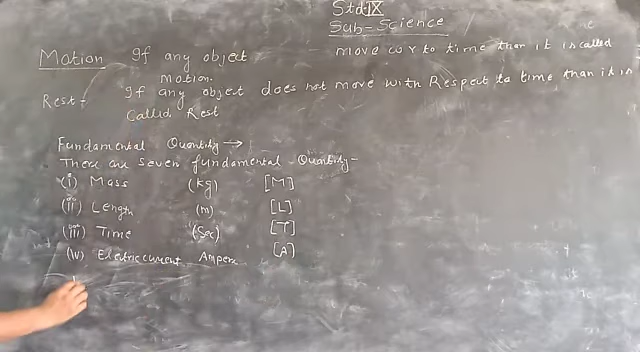 Std-IX
Sub-Science
Motion If any object move w.r to time than it is called
motion.
Rest- If any object does not move with Respect to time than it is
called Rest
Fundamental Quantity →
There are seven fundamental Quantity-
(i) Mass (kg) [M]
(ii) Length (m) [L]
(iii) Time (Sec) [T]
(iv) Electric current Ampere [A]